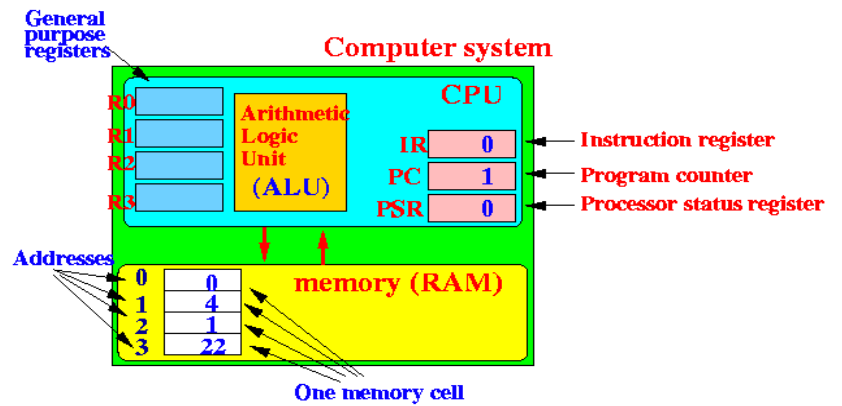 General
purpose
registers
Computer system
CPU
R0
R1
R2
R3
Arithmetic
Logic
Unit
(ALU)
IR 0
PC 1
PSR 0
Instruction register
Program counter
Processor status register
Addresses
memory (RAM)
0 0
1 4
2 1
3 22
One memory cell